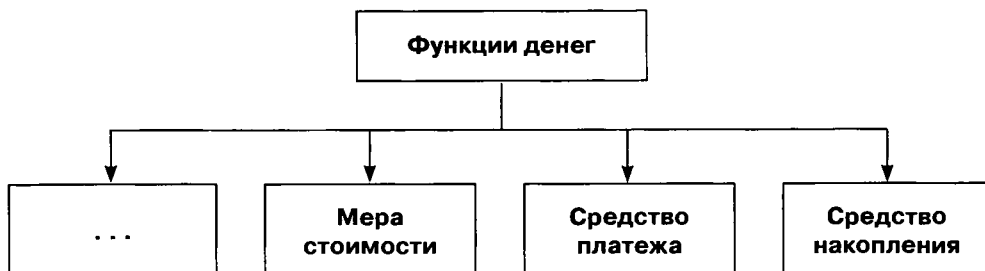 Функции денег
. . .
Мера
стоимости
Средство
платежа
Средство
накопления